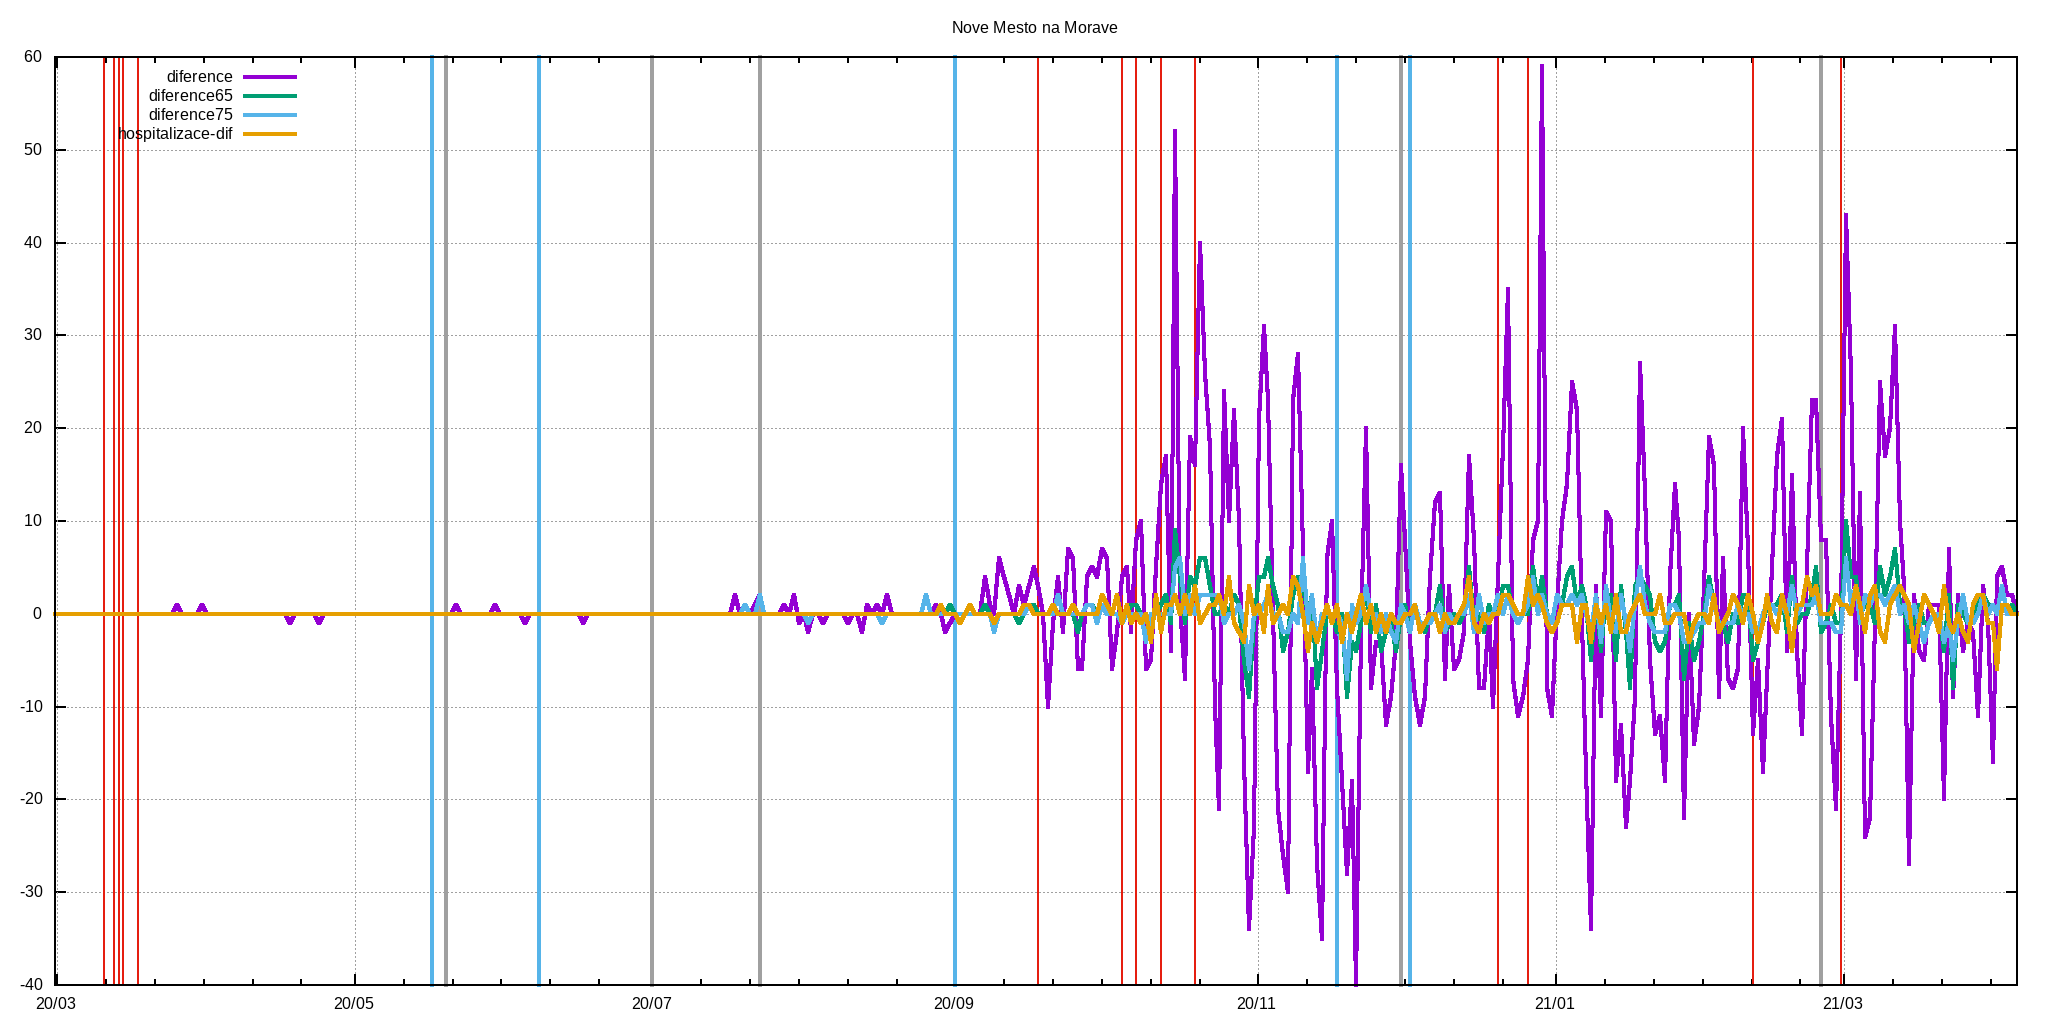 Nove Mesto na Morave
60
50
40
30
20
10
0
-10
-20
-30
-40
diference
diference65
diference75
hospitalizace-dif
20/03 20/05 20/07 20/09 20/11 21/01 21/03